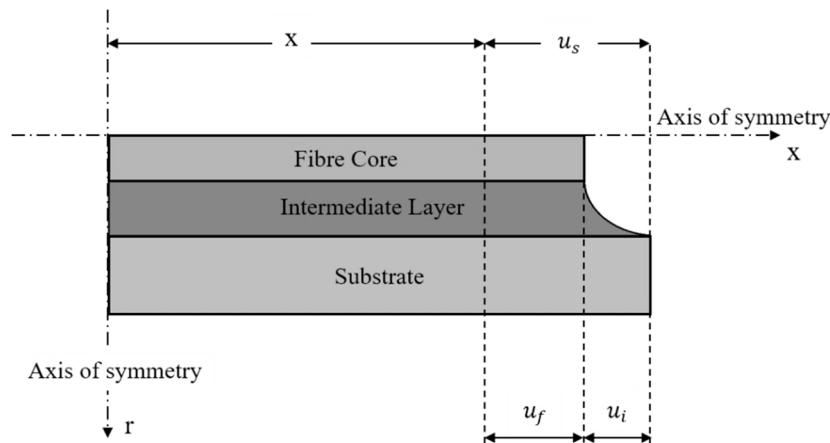 x
u_s
Axis of symmetry
x
Fibre Core
Intermediate Layer
Substrate
Axis of symmetry
r
u_f
u_i